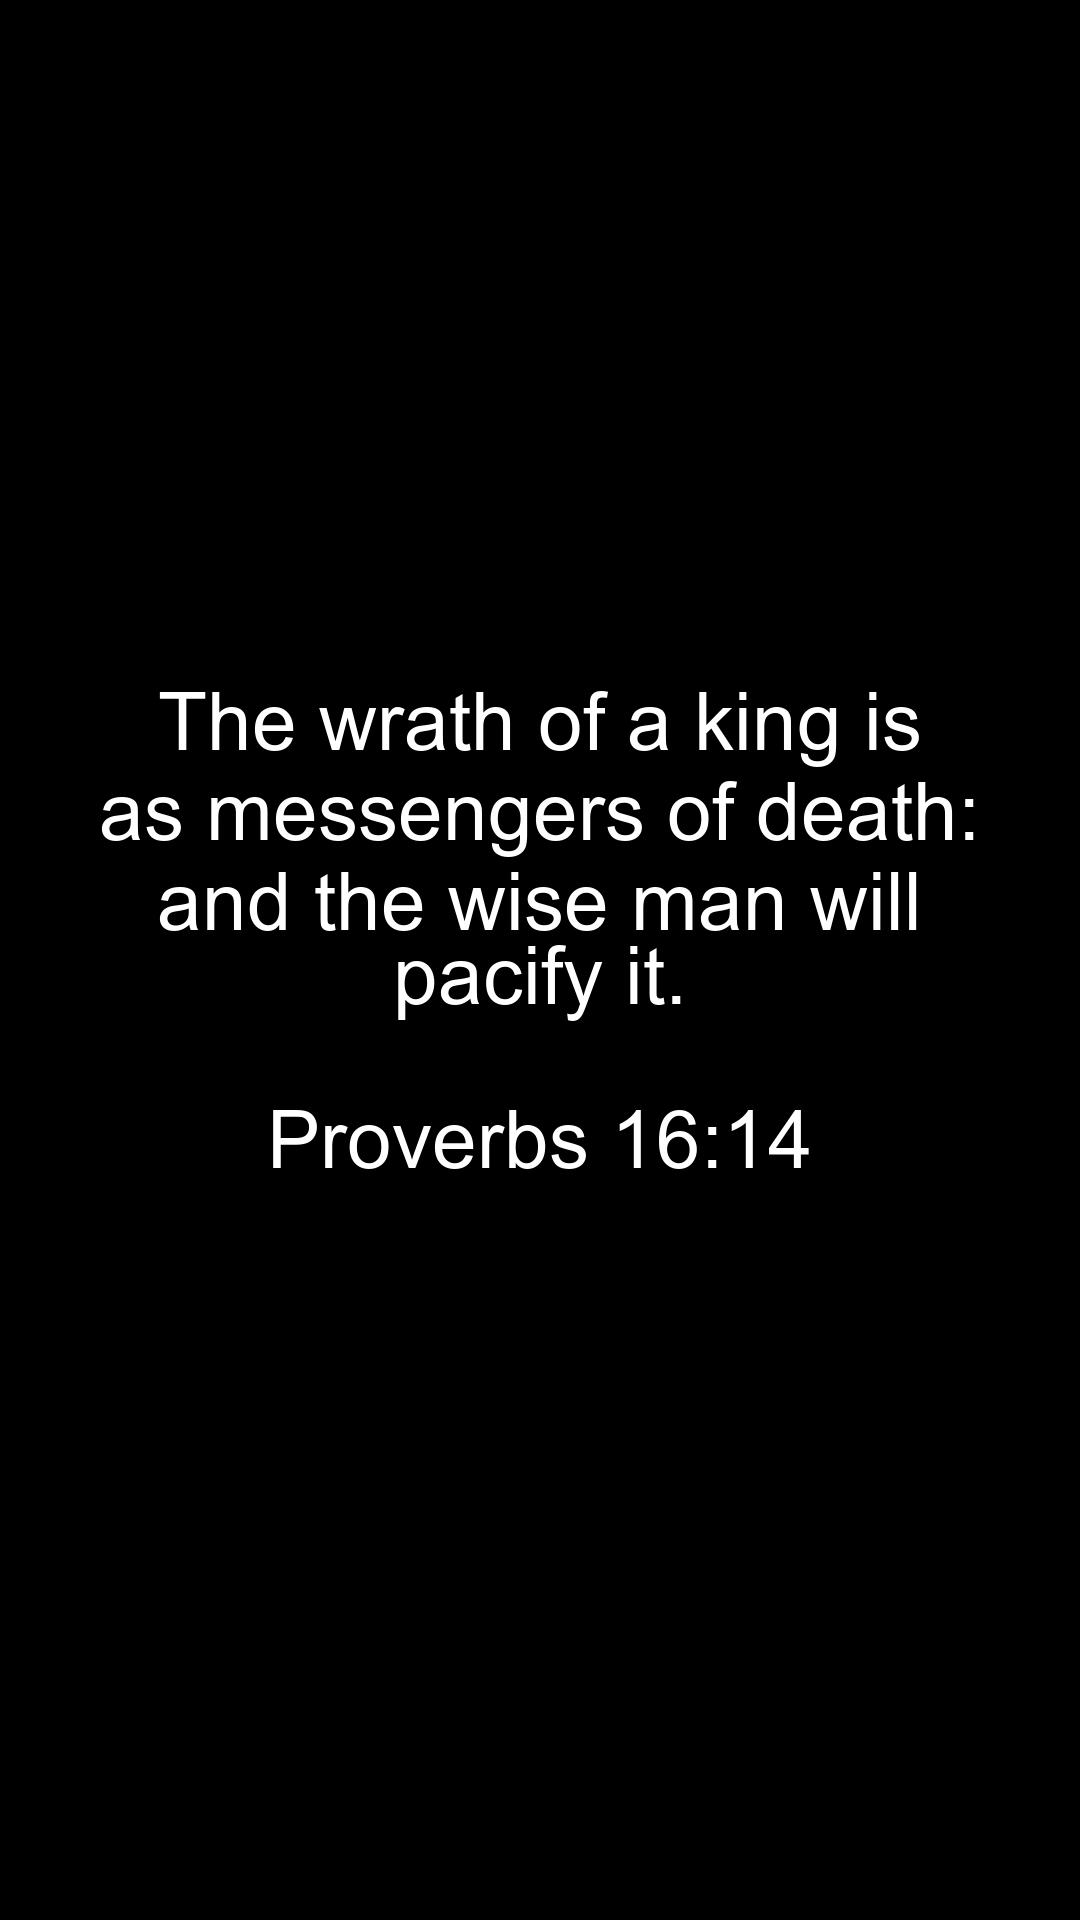 The wrath of a king is
as messengers of death:
and the wise man will
pacify it.
Proverbs 16:14